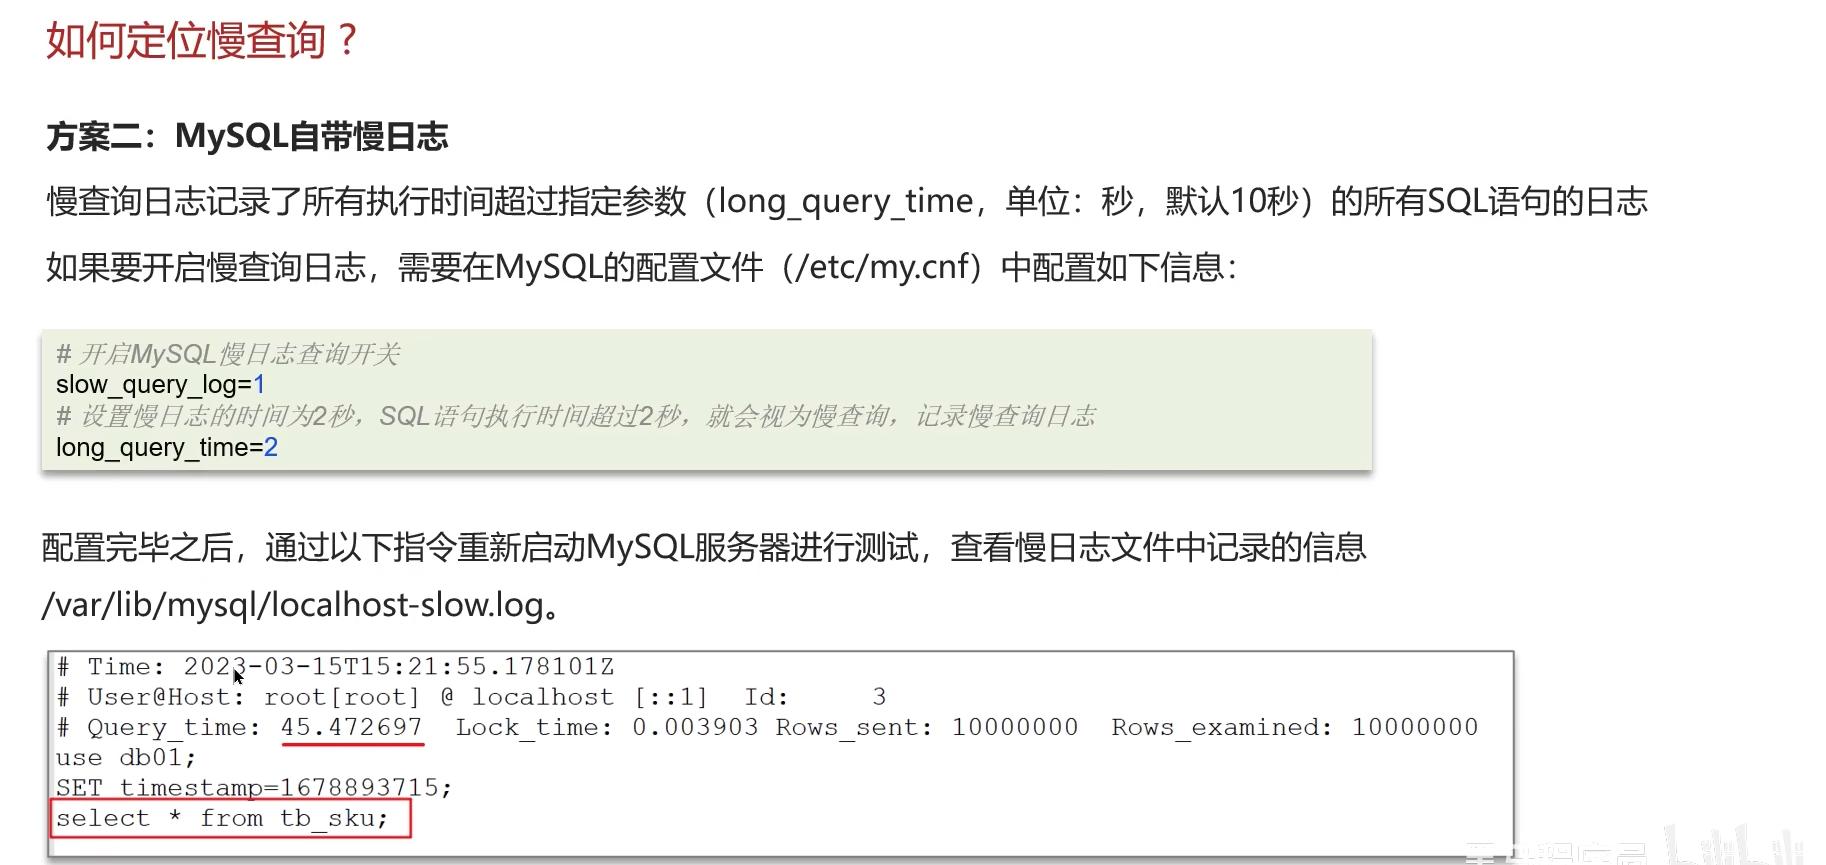 如何定位慢查询？
方案二：MySQL自带慢日志
慢查询日志记录了所有执行时间超过指定参数（long_query_time，单位：秒，默认10秒）的所有SQL语句的日志
如果要开启慢查询日志，需要在MySQL的配置文件（/etc/my.cnf）中配置如下信息：
# 开启MySQL慢日志查询开关
slow_query_log=1
# 设置慢日志的时间为2秒，SQL语句执行时间超过2秒，就会视为慢查询，记录慢查询日志
long_query_time=2
配置完毕之后，通过以下指令重新启动MySQL服务器进行测试，查看慢日志文件中记录的信息
/var/lib/mysql/localhost-slow.log。
# Time: 2023-03-15T15:21:55.178101Z
# User@Host: root[root] @ localhost [::1]  Id:     3
# Query_time: 45.472697  Lock_time: 0.003903 Rows_sent: 10000000  Rows_examined: 10000000
use db01;
SET timestamp=1678893715;
select * from tb_sku;